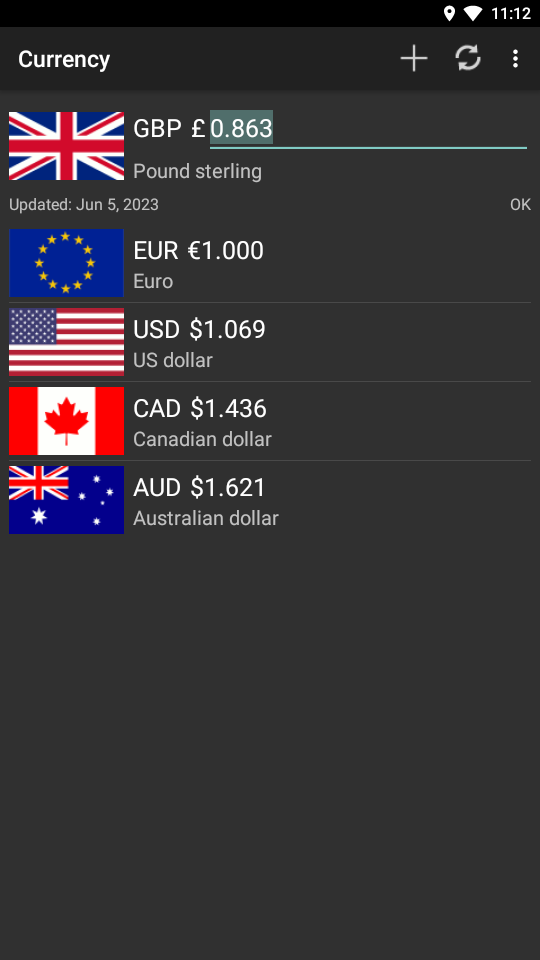 11:12
Currency
GBP £ 0.863
Pound sterling
Updated: Jun 5, 2023 OK
EUR €1.000
Euro
USD $1.069
US dollar
CAD $1.436
Canadian dollar
AUD $1.621
Australian dollar